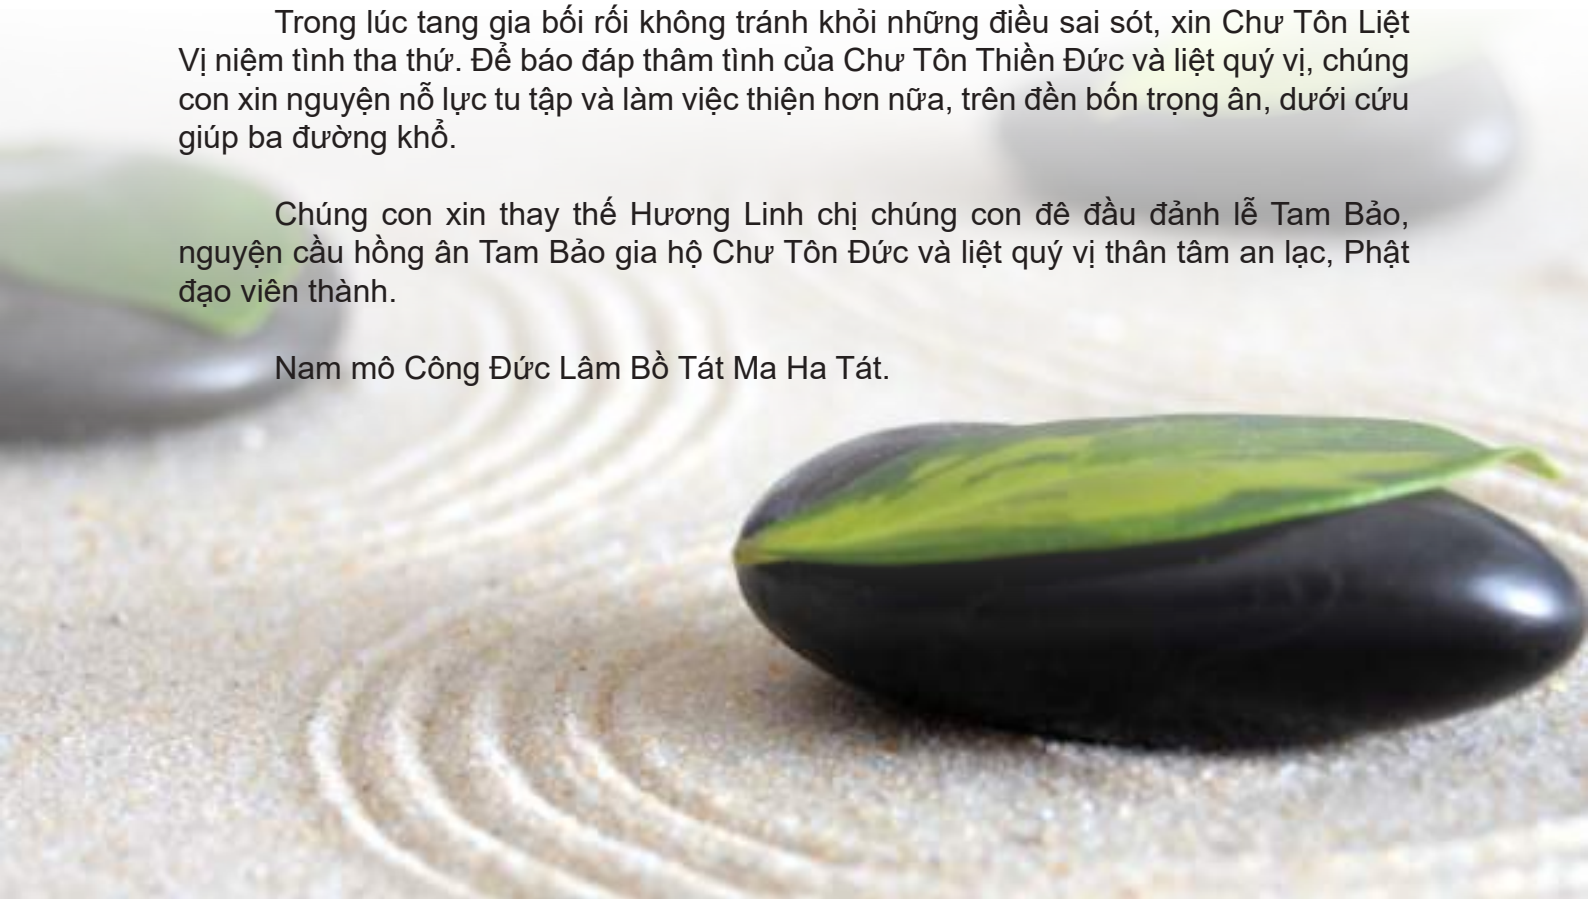 Trong lúc tang gia bối rối không tránh khỏi những điều sai sót, xin Chư Tôn Liệt
Vị niệm tình tha thứ. Để báo đáp thâm tình của Chư Tôn Thiền Đức và liệt quý vị, chúng
con xin nguyện nỗ lực tu tập và làm việc thiện hơn nữa, trên đền bốn trọng ân, dưới cứu
giúp ba đường khổ.
Chúng con xin thay thế Hương Linh chị chúng con đê đầu đảnh lễ Tam Bảo,
nguyện cầu hồng ân Tam Bảo gia hộ Chư Tôn Đức và liệt quý vị thân tâm an lạc, Phật
đạo viên thành.
Nam mô Công Đức Lâm Bồ Tát Ma Ha Tát.